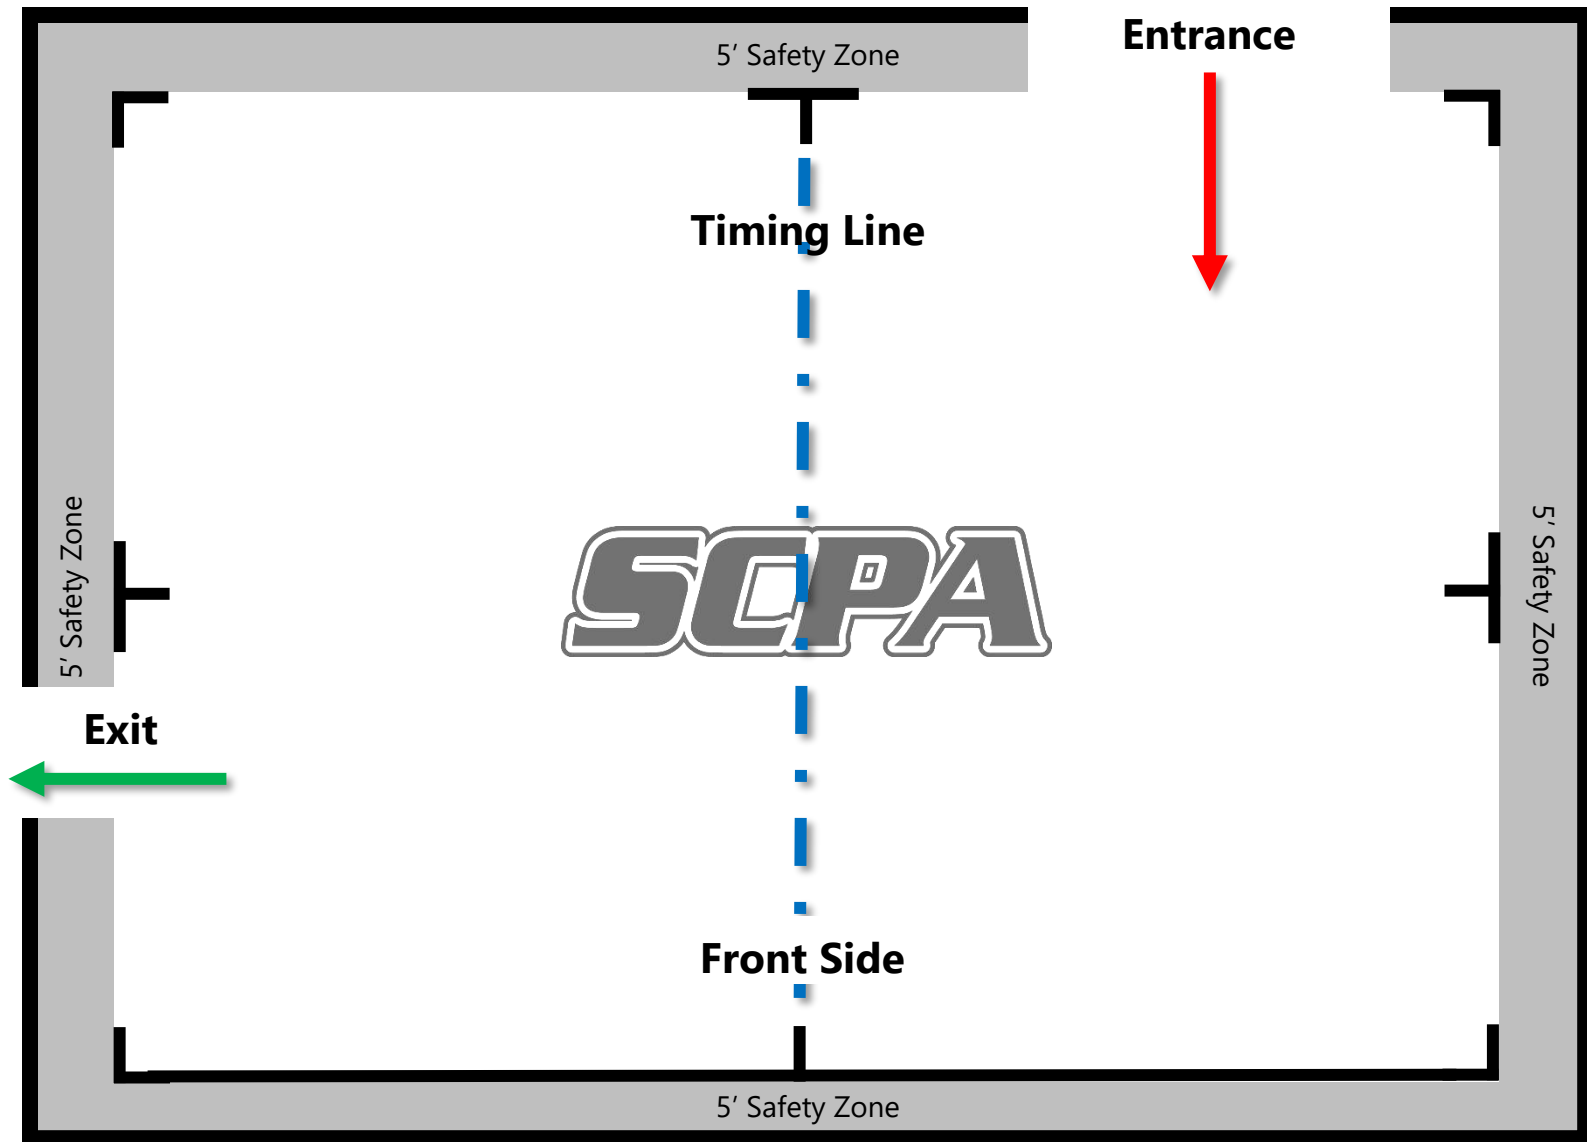 5’ Safety Zone
Entrance
Timing Line
5’ Safety Zone
SCPA
5’ Safety Zone
Exit
Front Side
5’ Safety Zone